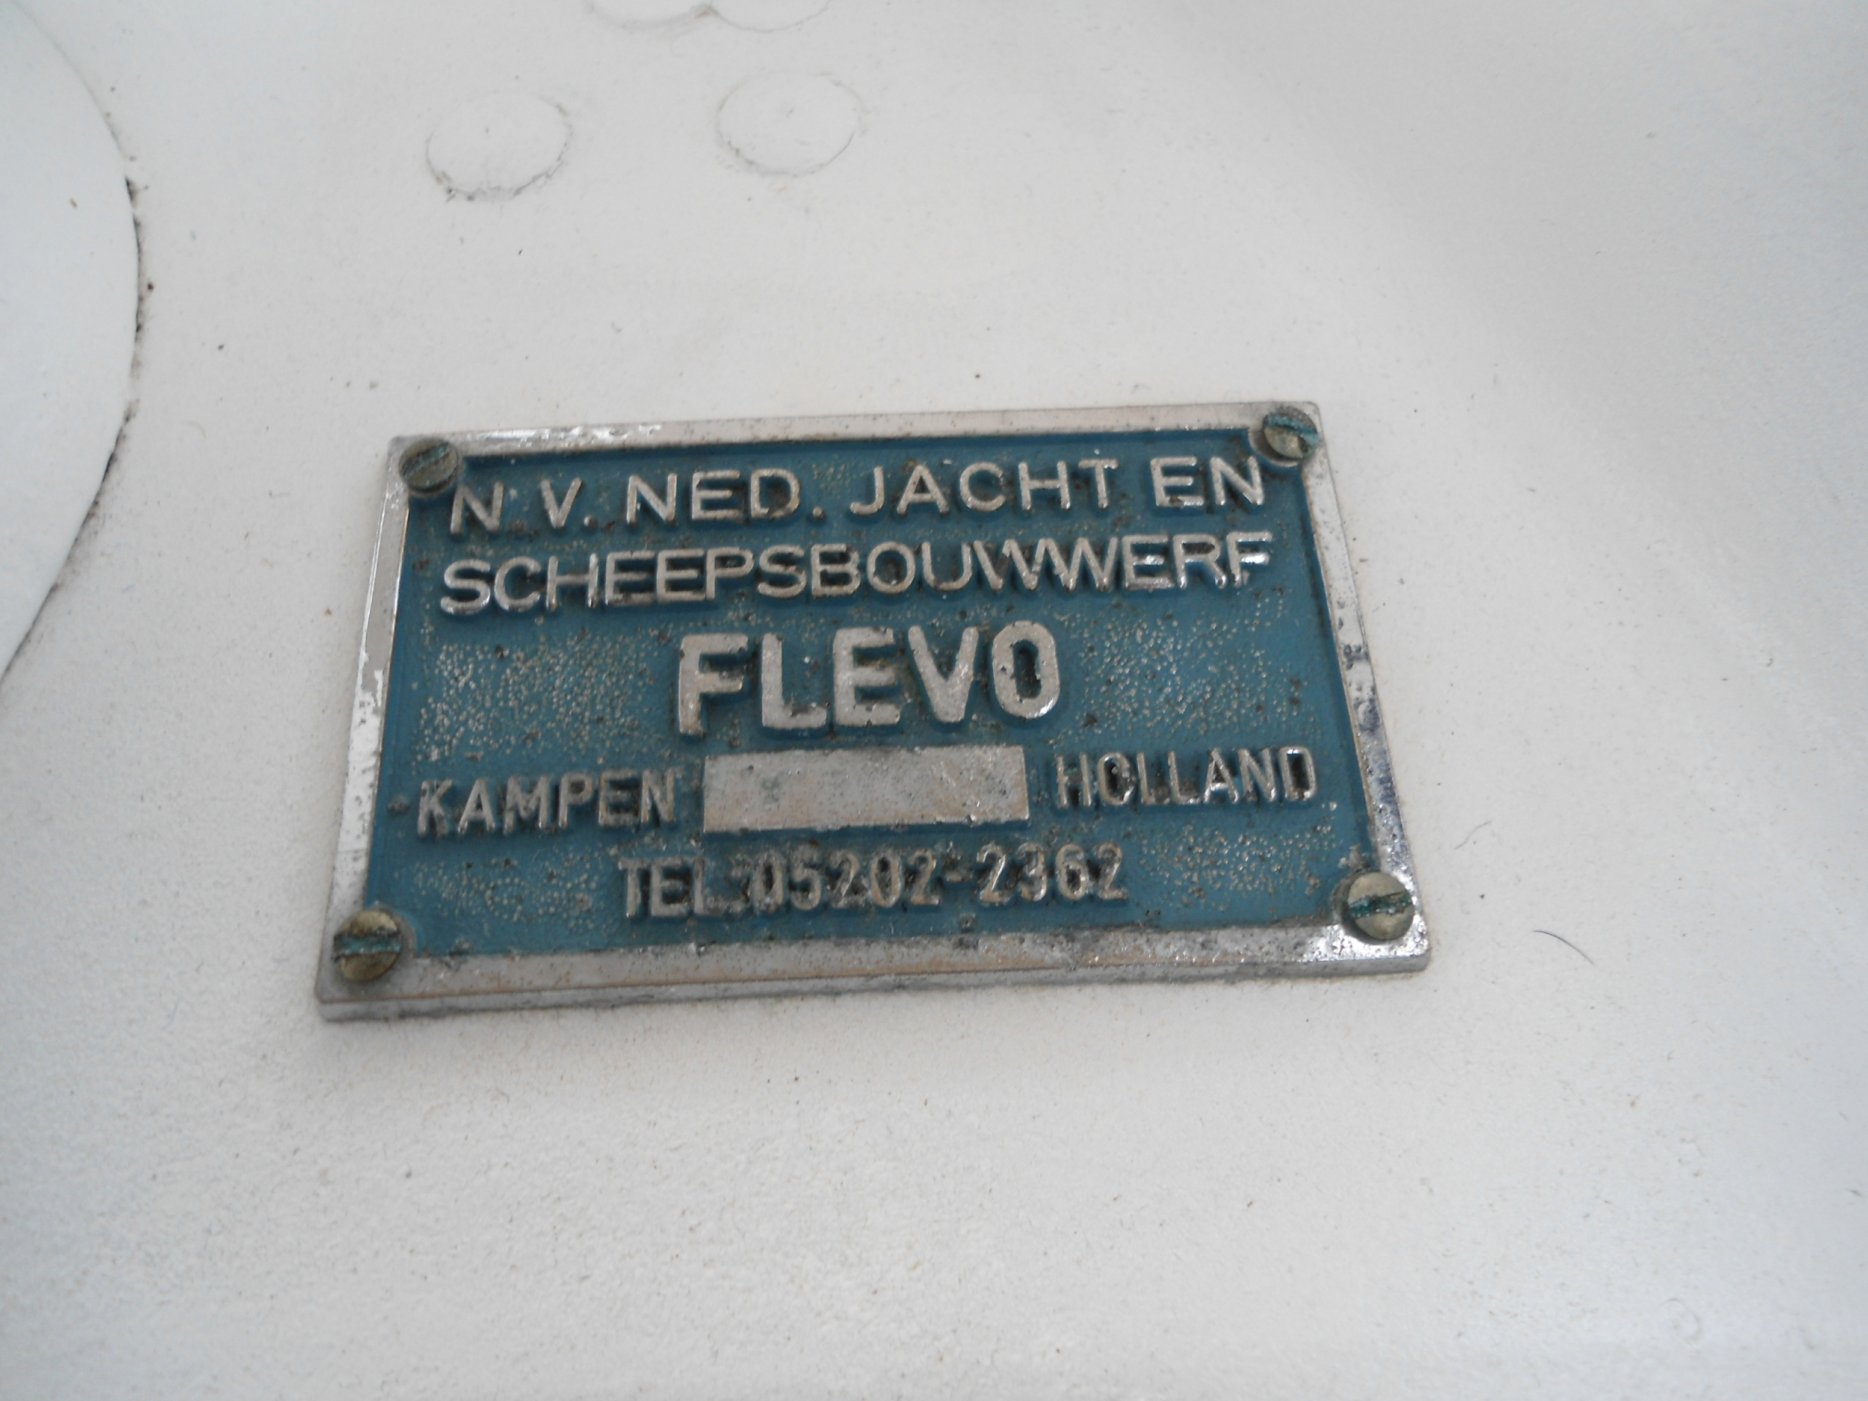 N.V. NED. JACHT EN
SCHEEPSBOUWWERF
FLEVO
KAMPEN HOLLAND
TEL.:05202-2362